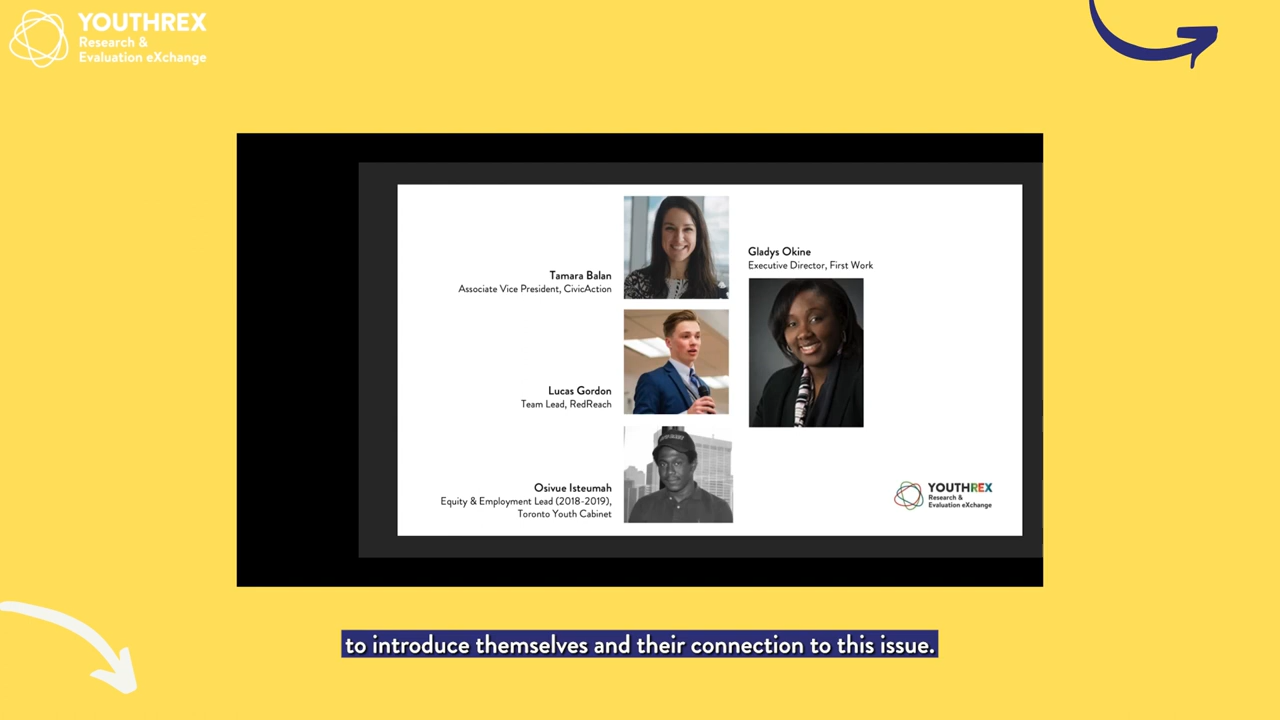 YOUTHREX
Research &
Evaluation eXchange
Tamara Balan
Associate Vice President, CivicAction
Gladys Okine
Executive Director, First Work
Lucas Gordon
Team Lead, RedReach
Osivue Isteumah
Equity & Employment Lead (2018-2019),
Toronto Youth Cabinet
YOUTHREX
Research &
Evaluation eXchange
to introduce themselves and their connection to this issue.